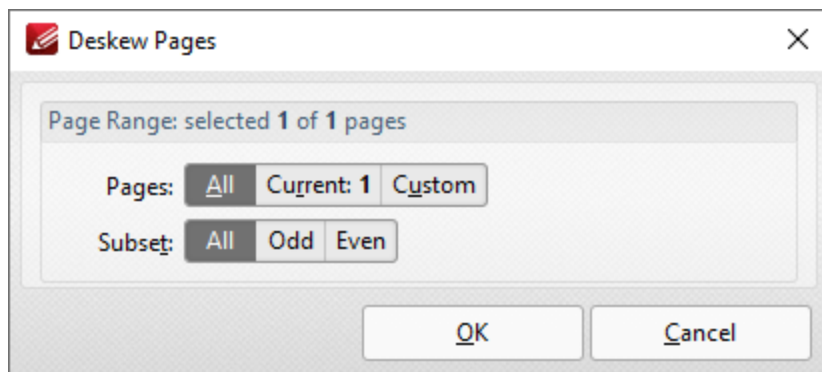 Deskew Pages
Page Range: selected 1 of 1 pages
Pages: All Current: 1 Custom
Subset: All Odd Even
OK Cancel